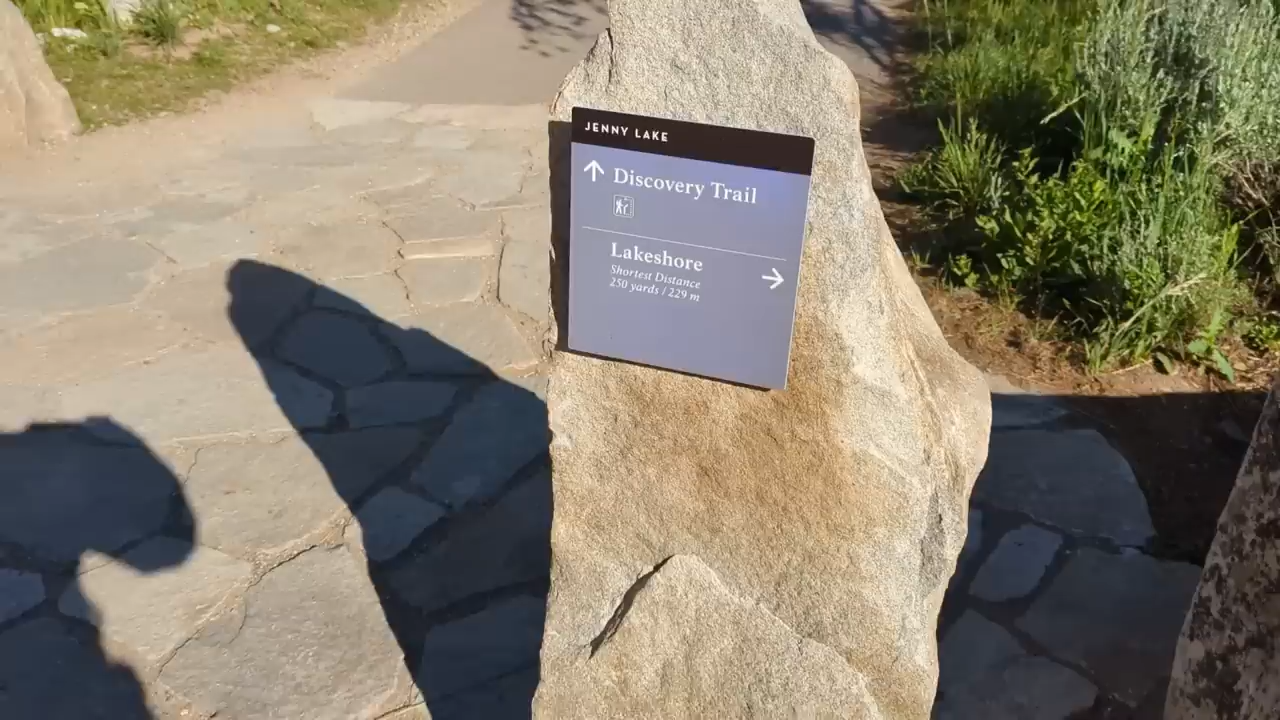 JENNY LAKE
Discovery Trail
Lakeshore
Shortest Distance
250 yards / 229 m